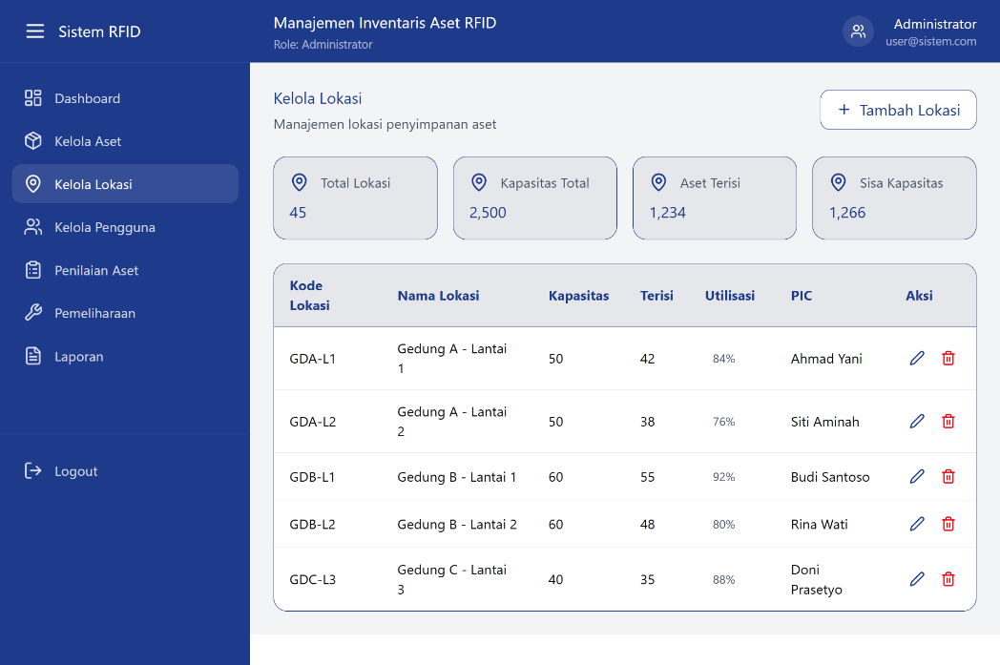 Sistem RFID
Manajemen Inventaris Aset RFID
Role: Administrator
Administrator
user@sistem.com
Dashboard
Kelola Aset
Kelola Lokasi
Kelola Pengguna
Penilaian Aset
Pemeliharaan
Laporan
Logout
Kelola Lokasi
Manajemen lokasi penyimpanan aset
+ Tambah Lokasi
Total Lokasi
45
Kapasitas Total
2,500
Aset Terisi
1,234
Sisa Kapasitas
1,266
Kode
Lokasi
Nama Lokasi
Kapasitas
Terisi
Utilisasi
PIC
Aksi
GDA-L1
Gedung A - Lantai
1
50
42
84%
Ahmad Yani
GDA-L2
Gedung A - Lantai
2
50
38
76%
Siti Aminah
GDB-L1
Gedung B - Lantai 1
60
55
92%
Budi Santoso
GDB-L2
Gedung B - Lantai 2
60
48
80%
Rina Wati
GDC-L3
Gedung C - Lantai
3
40
35
88%
Doni
Prasetyo